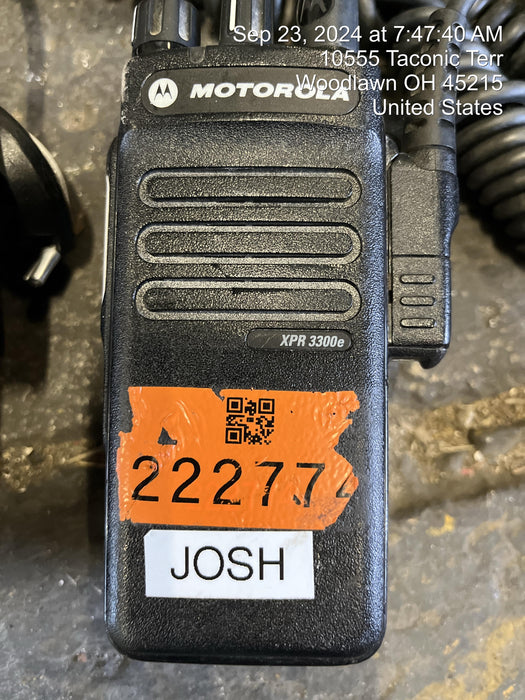 Sep 23, 2024 at 7:47:40 AM
10555 Taconic Terr
Woodlawn OH 45215
United States
MOTOROLA
XPR 3300e
222774
JOSH